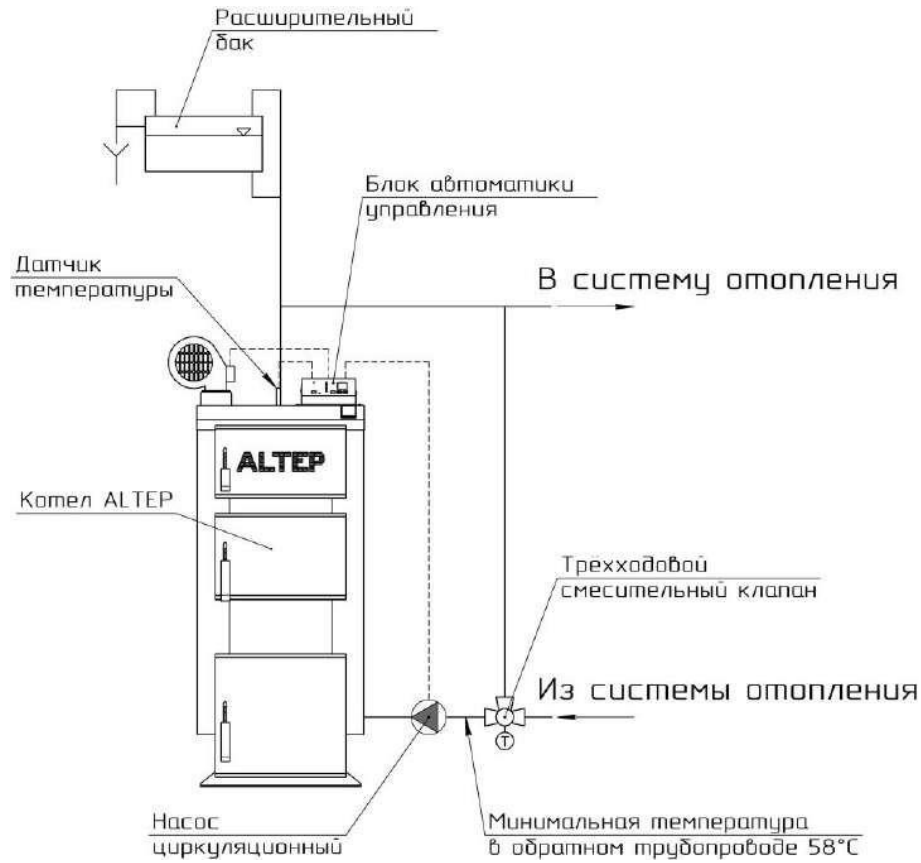 Расширительный
бак
Блок автоматики
управления
Датчик
температуры
В систему отопления
ALTEP
Котел ALTEP
Трёхходовой
смесительный клапан
Из системы отопления
T
Насос
циркуляционный
Минимальная температура
в обратном трубопроводе 58°C